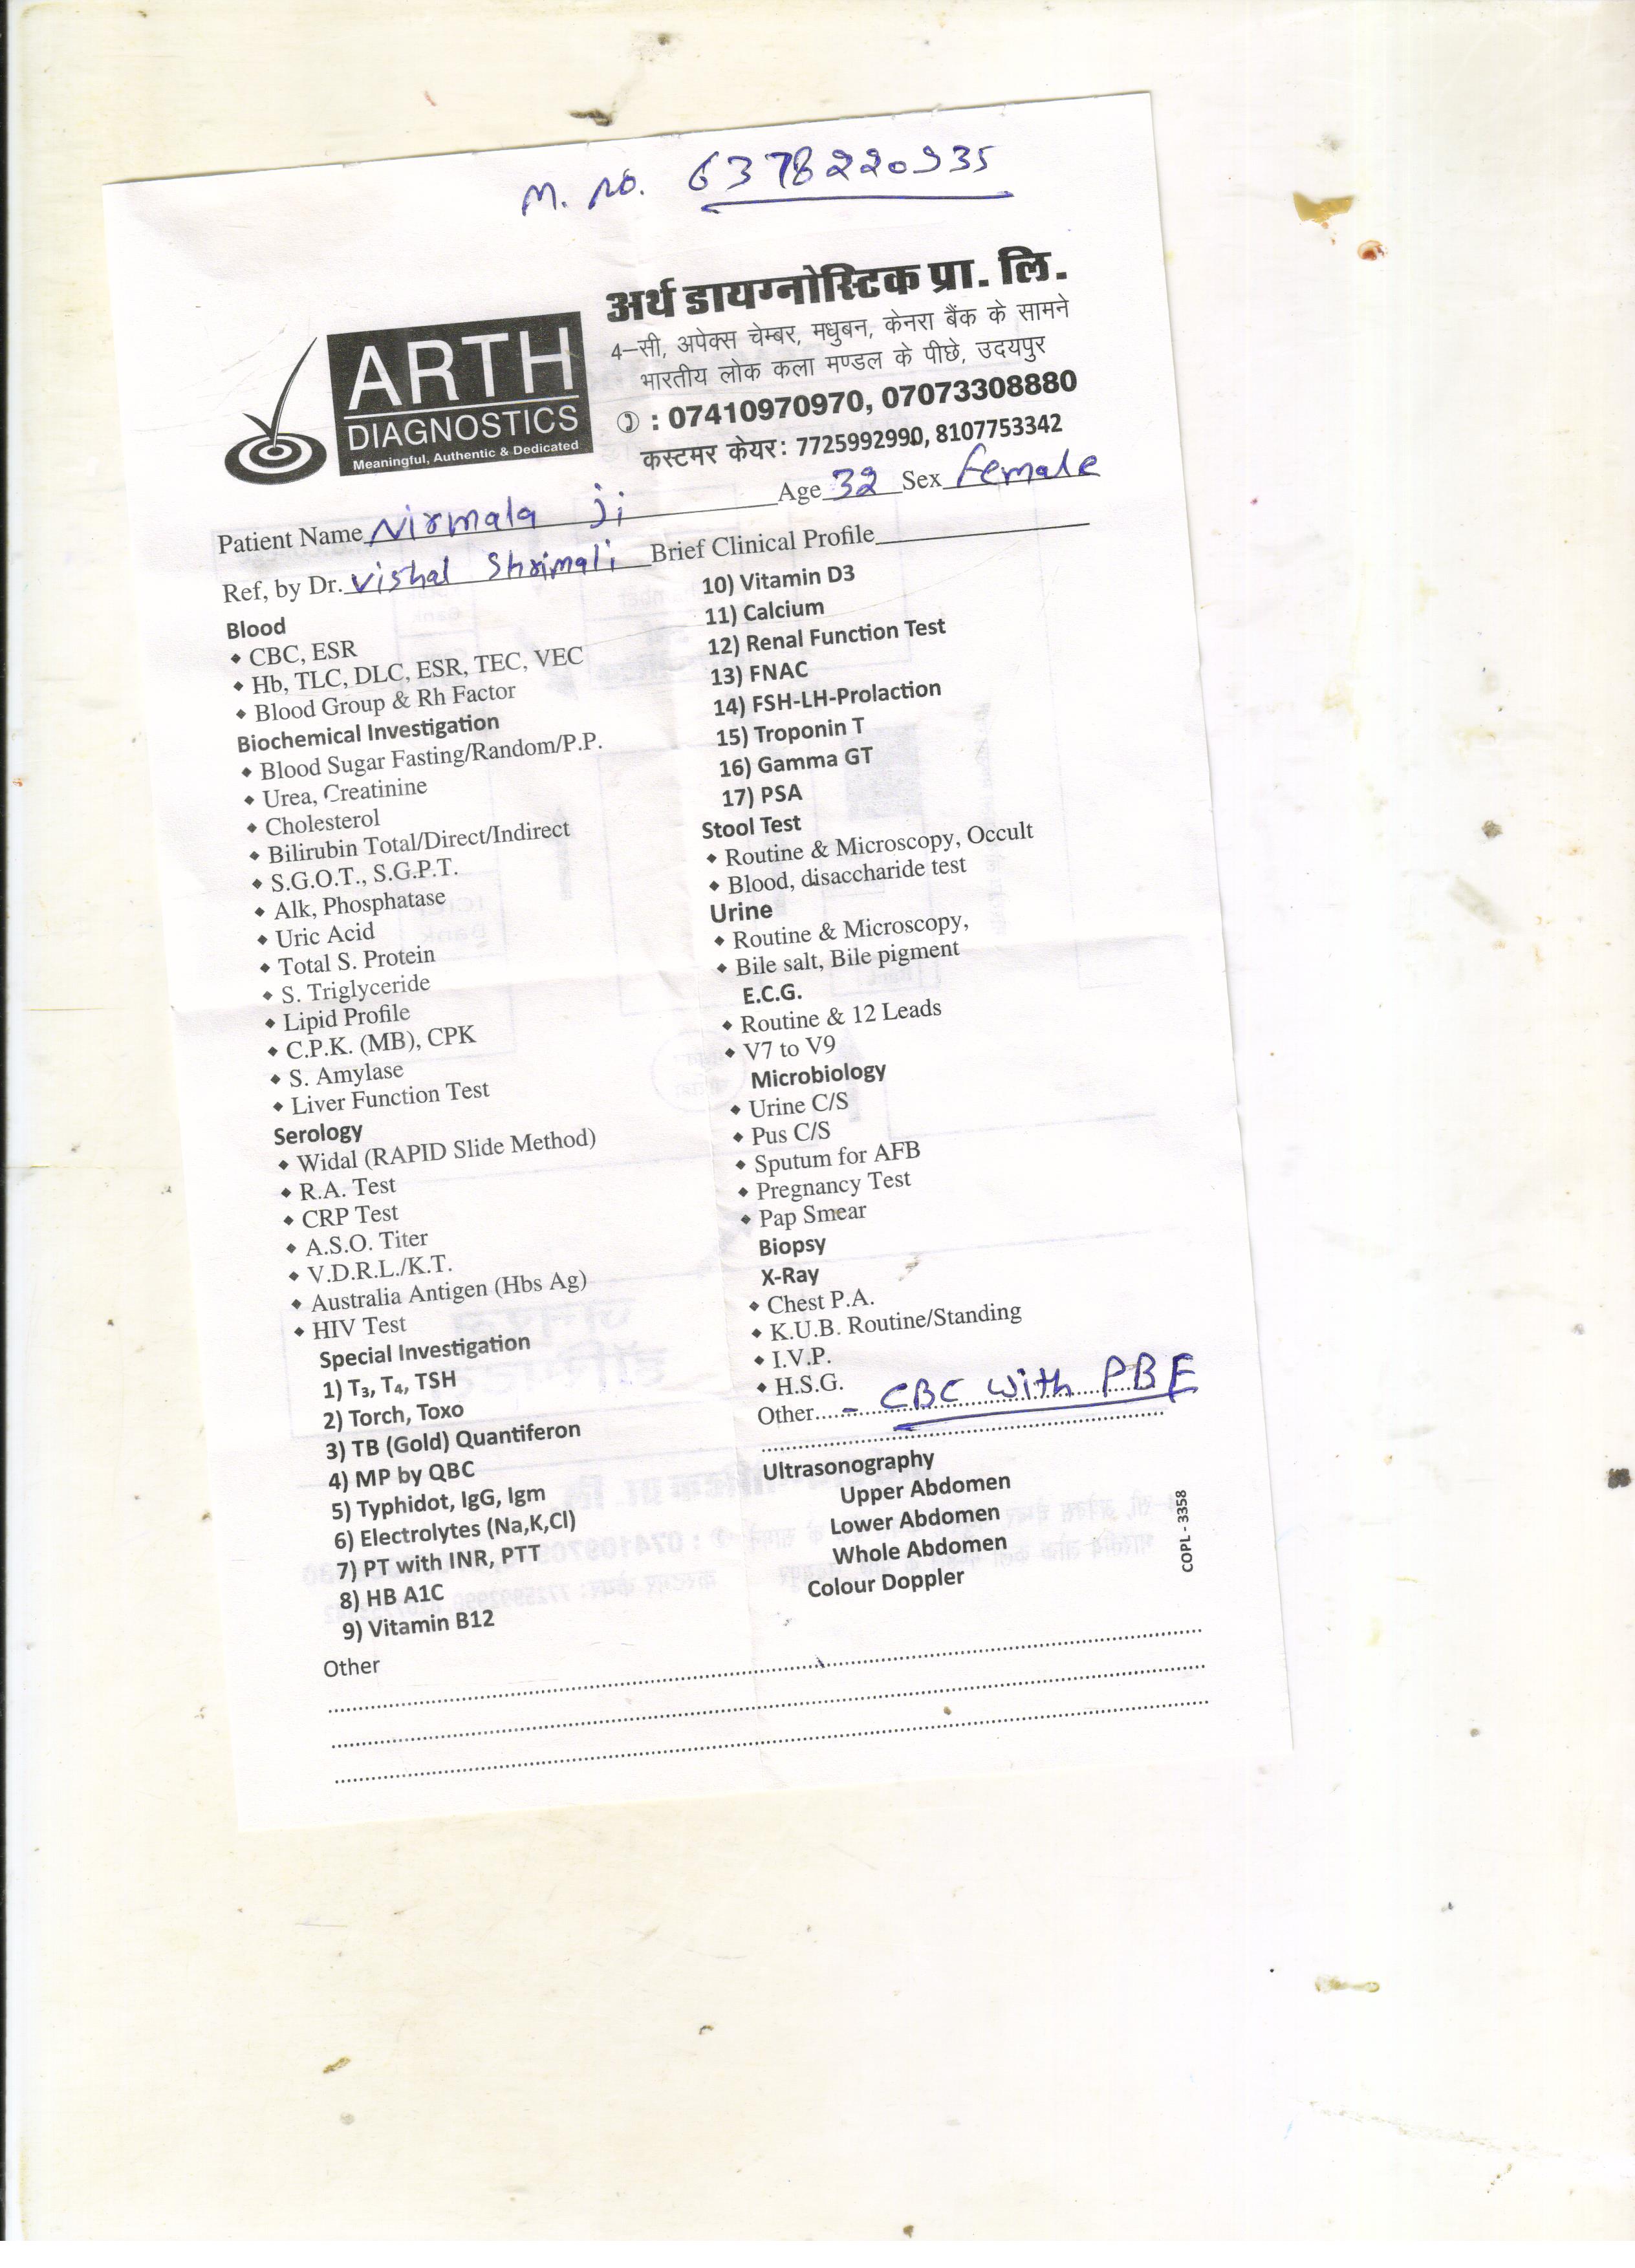 M. No. 6378220935
अर्थ डायग्नोस्टिक प्रा. लि.
4–सी, अपेक्स चेम्बर, मधुबन, केनरा बैंक के सामने
भारतीय लोक कला मण्डल के पीछे, उदयपुर
: 07410970970, 07073308880
कस्टमर केयर: 7725992990, 8107753342
ARTH
DIAGNOSTICS
Meaningful, Authentic & Dedicated
Patient Name Nirmala ji Age 32 Sex Female
Ref, by Dr. Vishal Shrimali Brief Clinical Profile
Blood
CBC, ESR
Hb, TLC, DLC, ESR, TEC, VEC
Blood Group & Rh Factor
Biochemical Investigation
Blood Sugar Fasting/Random/P.P.
Urea, Creatinine
Cholesterol
Bilirubin Total/Direct/Indirect
S.G.O.T., S.G.P.T.
Alk, Phosphatase
Uric Acid
Total S. Protein
S. Triglyceride
Lipid Profile
C.P.K. (MB), CPK
S. Amylase
Liver Function Test
Serology
Widal (RAPID Slide Method)
R.A. Test
CRP Test
A.S.O. Titer
V.D.R.L./K.T.
Australia Antigen (Hbs Ag)
HIV Test
Special Investigation
1) T₃, T₄, TSH
2) Torch, Toxo
3) TB (Gold) Quantiferon
4) MP by QBC
5) Typhidot, IgG, Igm
6) Electrolytes (Na,K,Cl)
7) PT with INR, PTT
8) HB A1C
9) Vitamin B12
Other
10) Vitamin D3
11) Calcium
12) Renal Function Test
13) FNAC
14) FSH-LH-Prolaction
15) Troponin T
16) Gamma GT
17) PSA
Stool Test
Routine & Microscopy, Occult
Blood, disaccharide test
Urine
Routine & Microscopy,
Bile salt, Bile pigment
E.C.G.
Routine & 12 Leads
V7 to V9
Microbiology
Urine C/S
Pus C/S
Sputum for AFB
Pregnancy Test
Pap Smear
Biopsy
X-Ray
Chest P.A.
K.U.B. Routine/Standing
I.V.P.
H.S.G.
Other..... - CBC with PBF
Ultrasonography
Upper Abdomen
Lower Abdomen
Whole Abdomen
Colour Doppler
COPL - 3358